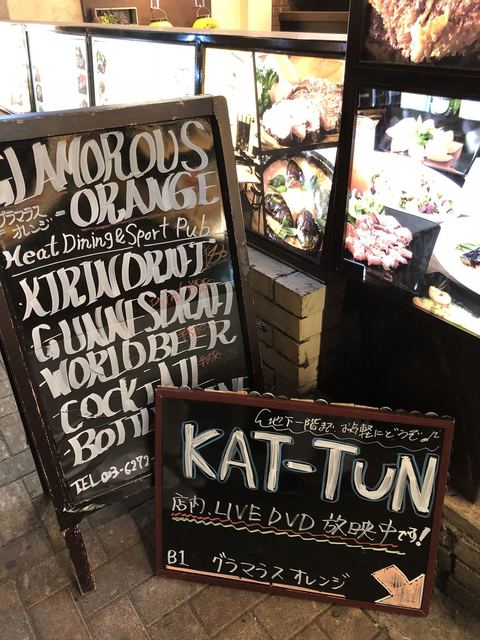 GLAMOROUS
グラマラス
オレンジ
-ORANGE
Meat Dining & Sport Pub
KIRIN DRAFT
GUNNES DRAFT
WORLD BEER
COCKTAIL
TEL 03-6272-
地下一階まで お気軽にどうぞ♪
KAT-TUN
店内、LIVE DVD 放映中です!
B1 グラマラス オレンジ